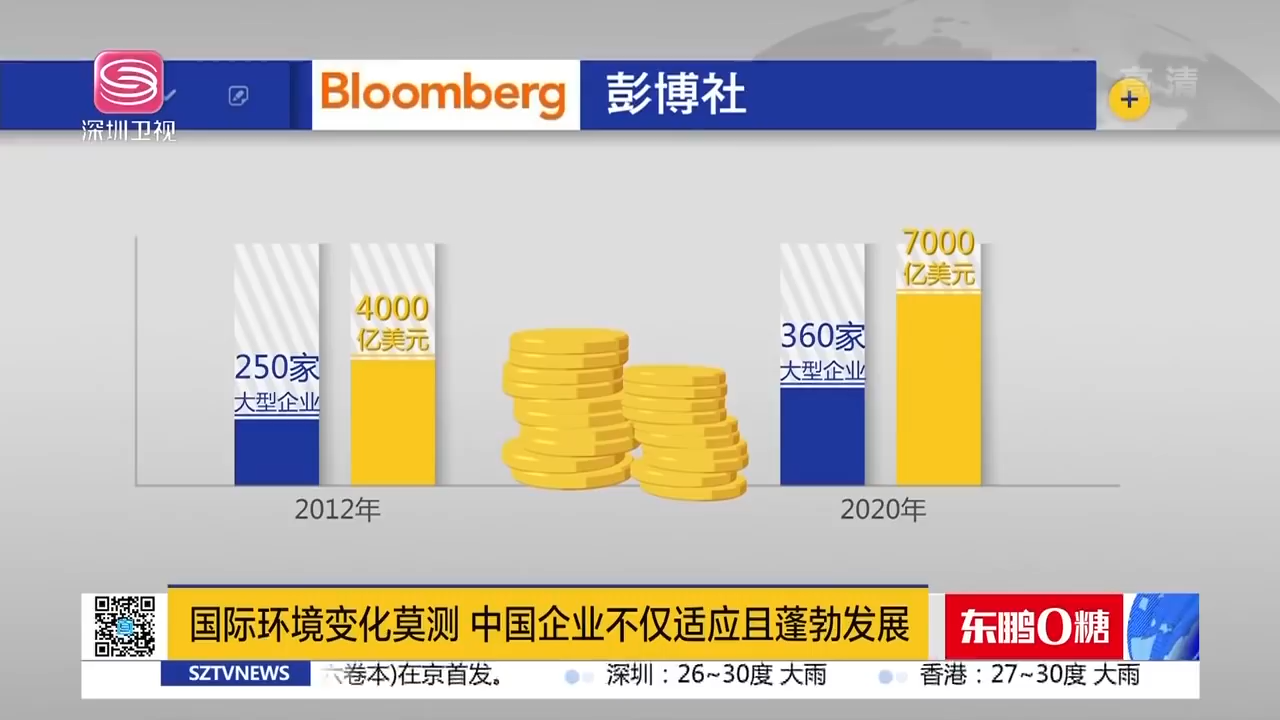 深圳卫视
Bloomberg 彭博社
高清
250家
大型企业
4000
亿美元
2012年
360家
大型企业
7000
亿美元
2020年
国际环境变化莫测 中国企业不仅适应且蓬勃发展
东鹏0糖
SZTVNEWS
六卷本)在京首发。 深圳：26~30度 大雨 香港：27~30度 大雨